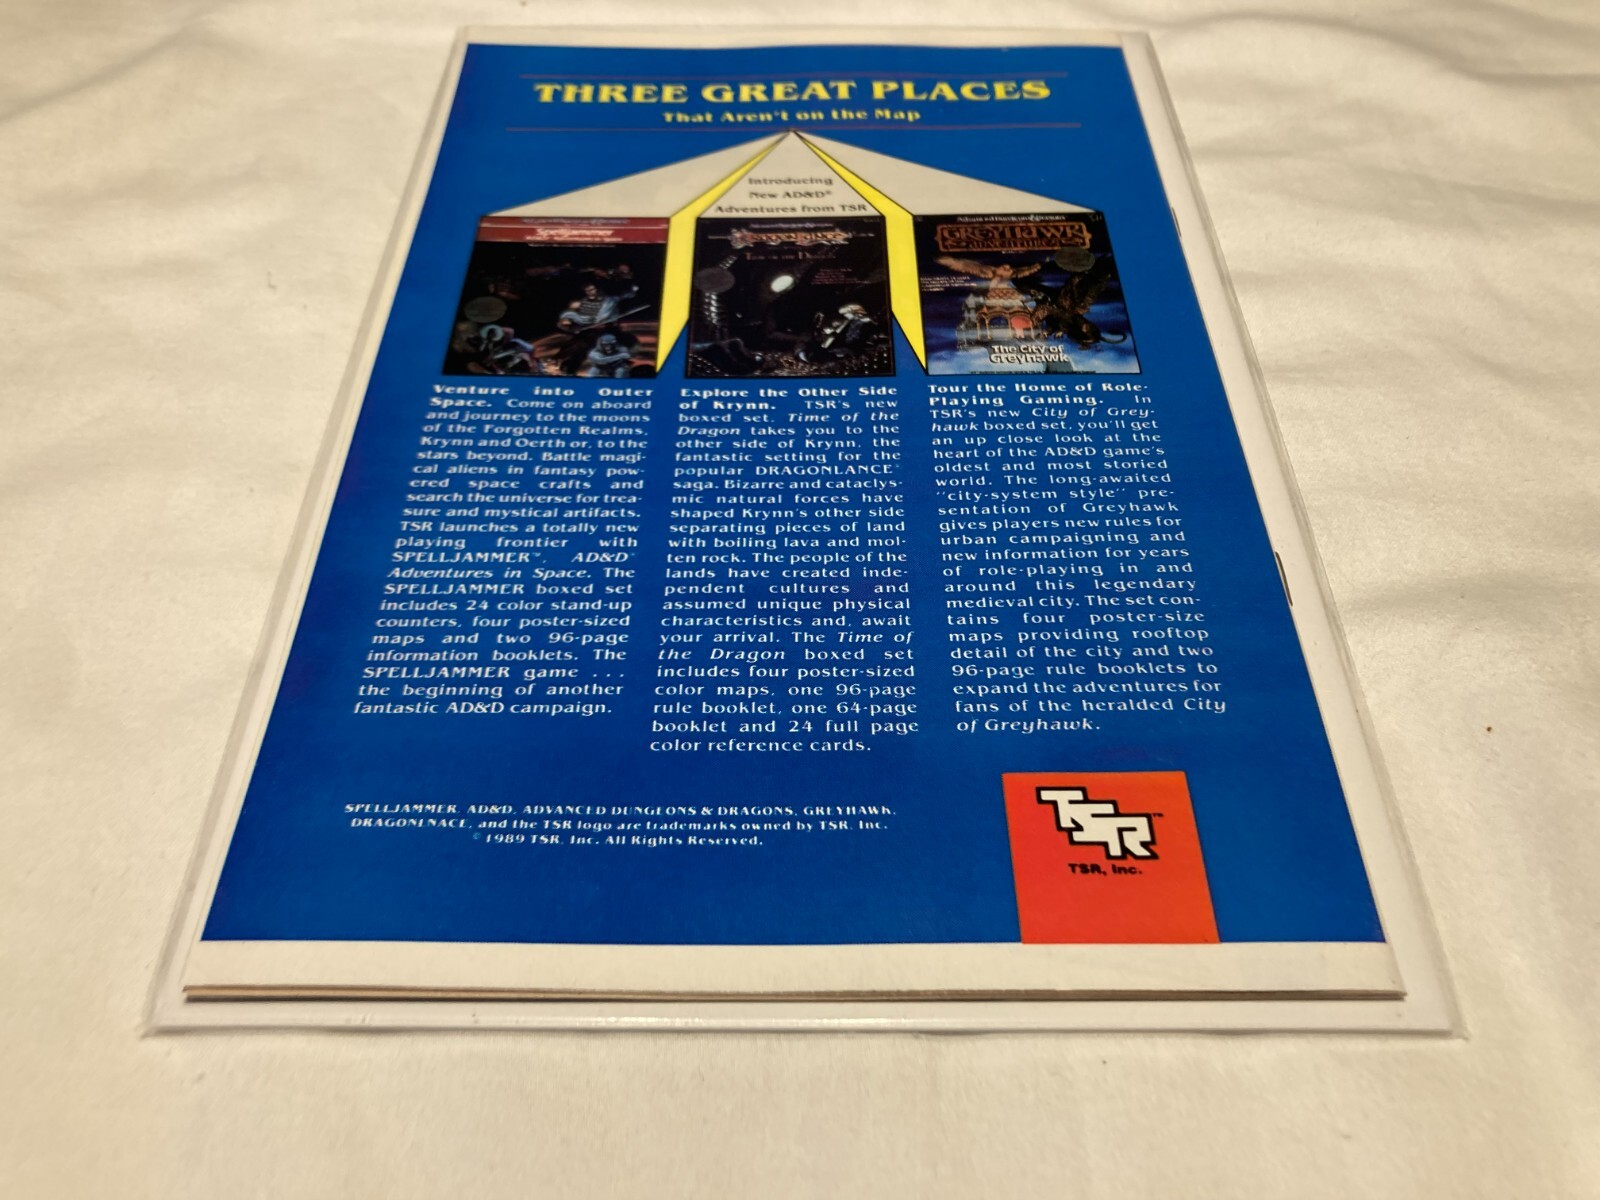 THREE GREAT PLACES
That Aren't on the Map
Introducing
New AD&D®
Adventures from TSR
Spelljammer
GREYHAWK
ADVENTURES
The City of
Greyhawk
Venture into Outer
Space. Come on aboard
and journey to the moons
of the Forgotten Realms,
Krynn and Oerth or, to the
stars beyond. Battle magi-
cal aliens in fantasy pow-
ered space crafts and
search the universe for trea-
sure and mystical artifacts.
TSR launches a totally new
playing frontier with
SPELLJAMMER™, AD&D®
Adventures in Space. The
SPELLJAMMER boxed set
includes 24 color stand-up
counters, four poster-sized
maps and two 96-page
information booklets. The
SPELLJAMMER game . . .
the beginning of another
fantastic AD&D campaign.
Explore the Other Side
of Krynn. TSR's new
boxed set, Time of the
Dragon takes you to the
other side of Krynn, the
fantastic setting for the
popular DRAGONLANCE®
saga. Bizarre and cataclys-
mic natural forces have
shaped Krynn's other side
separating pieces of land
with boiling lava and mol-
ten rock. The people of the
lands have created inde-
pendent cultures and
assumed unique physical
characteristics and, await
your arrival. The Time of
the Dragon boxed set
includes four poster-sized
color maps, one 96-page
rule booklet, one 64-page
booklet and 24 full page
color reference cards.
Tour the Home of Role-
Playing Gaming. In
TSR's new City of Grey-
hawk boxed set, you'll get
an up close look at the
heart of the AD&D game's
oldest and most storied
world. The long-awaited
"city-system style" pre-
sentation of Greyhawk
gives players new rules for
urban campaigning and
new information for years
of role-playing in and
around this legendary
medieval city. The set con-
tains four poster-size
maps providing rooftop
detail of the city and two
96-page rule booklets to
expand the adventures for
fans of the heralded City
of Greyhawk.
SPELLJAMMER, AD&D, ADVANCED DUNGEONS & DRAGONS, GREYHAWK,
DRAGONLNACE, and the TSR logo are trademarks owned by TSR, Inc.
©1989 TSR, Inc. All Rights Reserved.
TSR™
TSR, Inc.